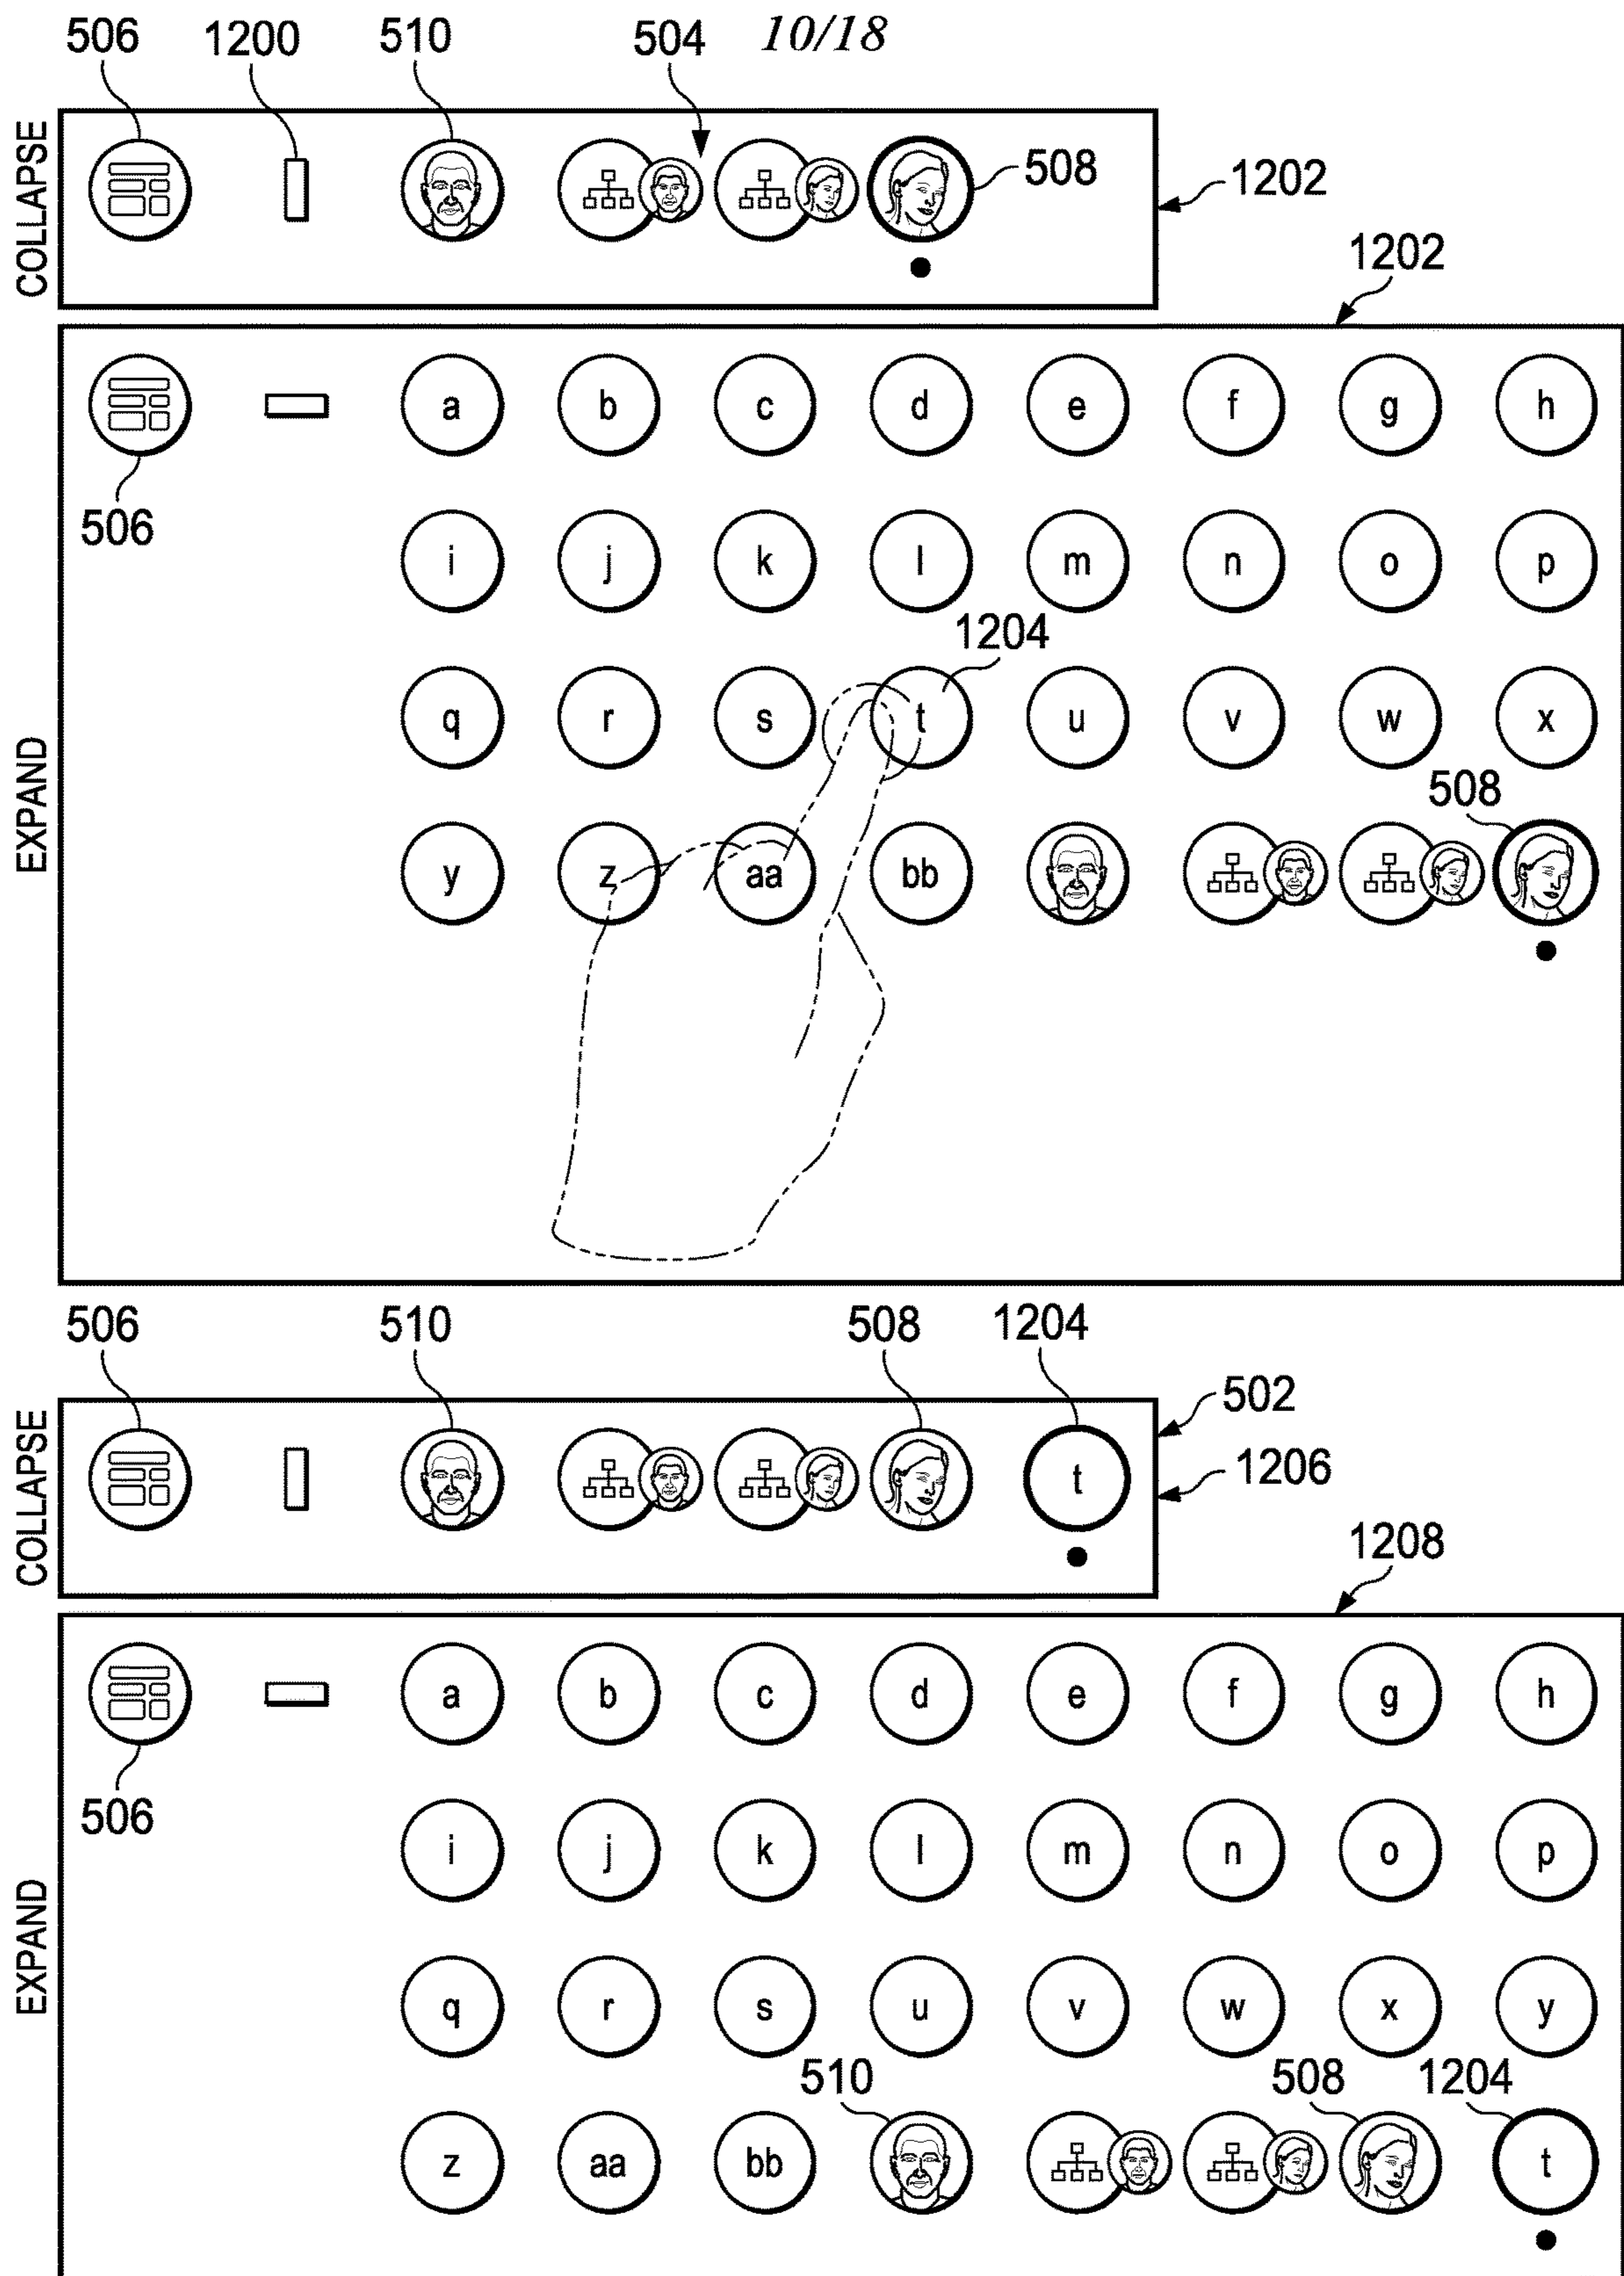 506 1200 510 504 10/18
COLLAPSE
508 1202
1202
EXPAND
a b c d e f g h
506
i j k l m n o p
1204
q r s t u v w x
508
y z aa bb
506 510 508 1204
COLLAPSE
502
t
1206
1208
EXPAND
a b c d e f g h
506
i j k l m n o p
q r s u v w x y
510 508 1204
z aa bb t